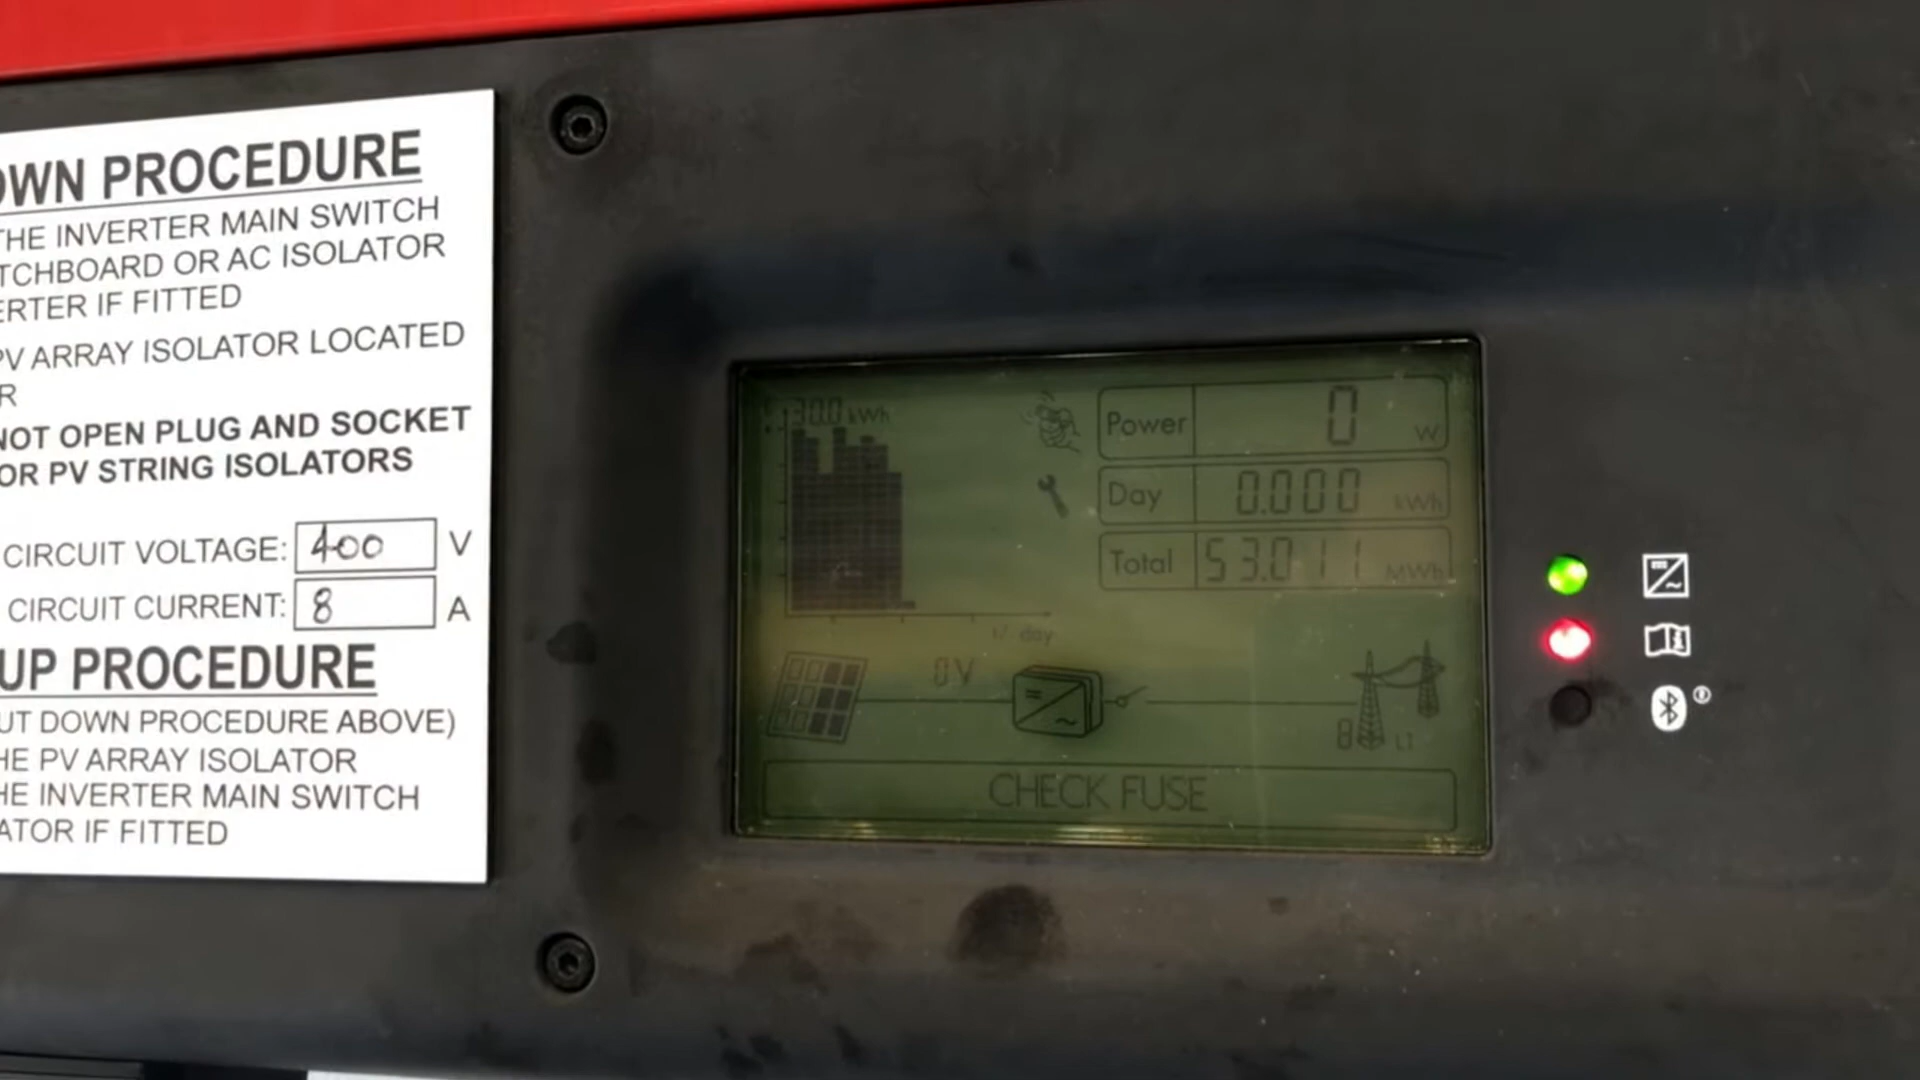 OWN PROCEDURE
THE INVERTER MAIN SWITCH
TCHBOARD OR AC ISOLATOR
ERTER IF FITTED
PV ARRAY ISOLATOR LOCATED
R
NOT OPEN PLUG AND SOCKET
OR PV STRING ISOLATORS
CIRCUIT VOLTAGE: 400 V
CIRCUIT CURRENT: 8 A
UP PROCEDURE
UT DOWN PROCEDURE ABOVE)
HE PV ARRAY ISOLATOR
HE INVERTER MAIN SWITCH
ATOR IF FITTED
30.0 kWh
Power 0 W
Day 0.000 kWh
Total 53.011 MWh
day
0V
8 L1
CHECK FUSE
®